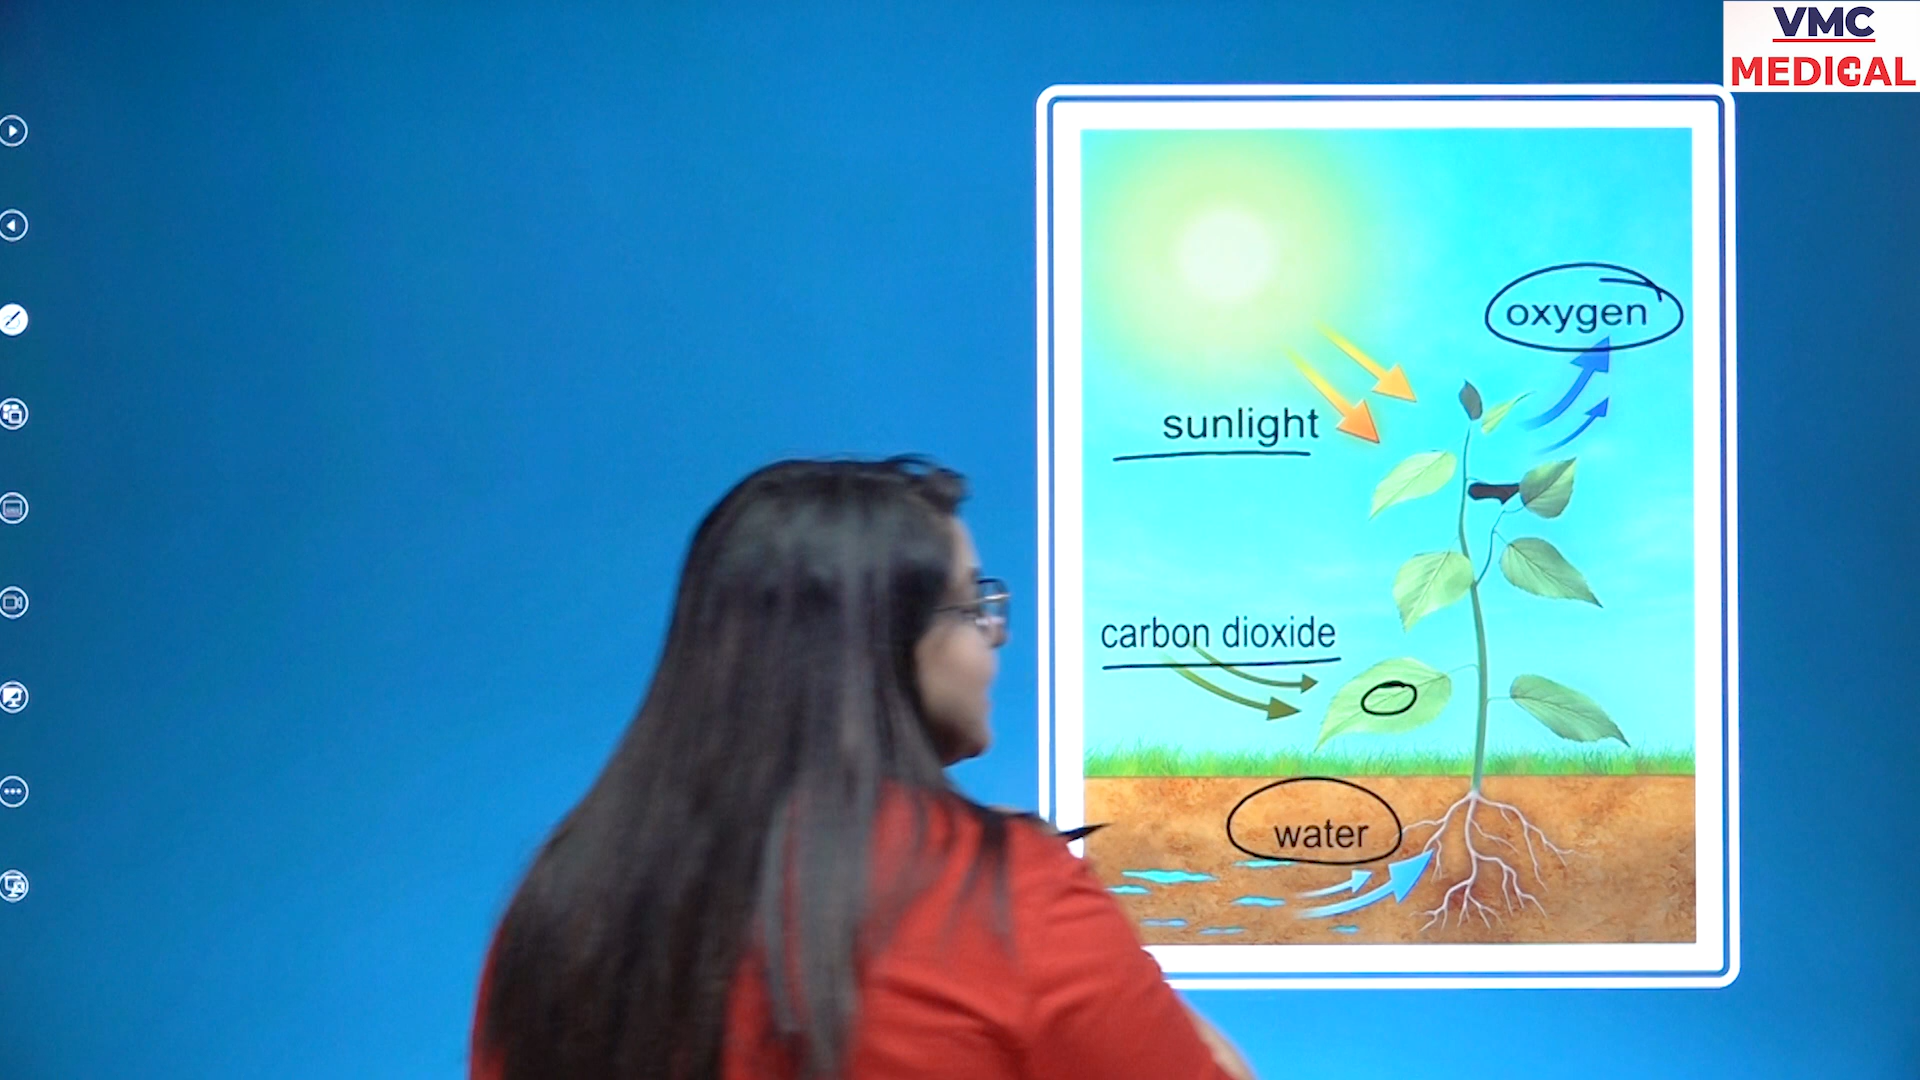 VMC
MEDICAL
oxygen
sunlight
carbon dioxide
water